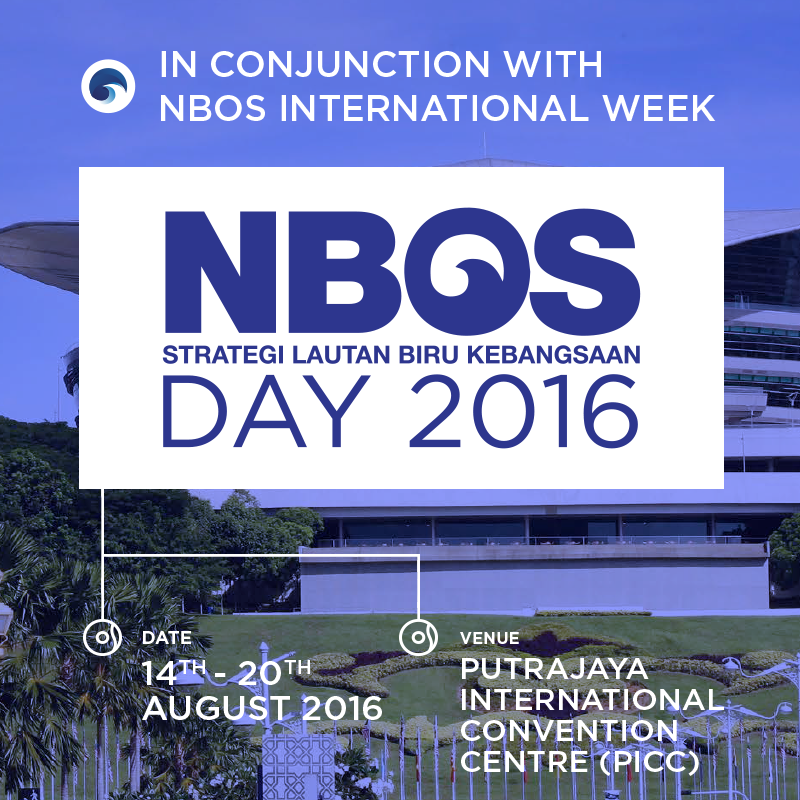 IN CONJUNCTION WITH
NBOS INTERNATIONAL WEEK
NBOS
STRATEGI LAUTAN BIRU KEBANGSAAN
DAY 2016
DATE
14TH - 20TH
AUGUST 2016
VENUE
PUTRAJAYA
INTERNATIONAL
CONVENTION
CENTRE (PICC)